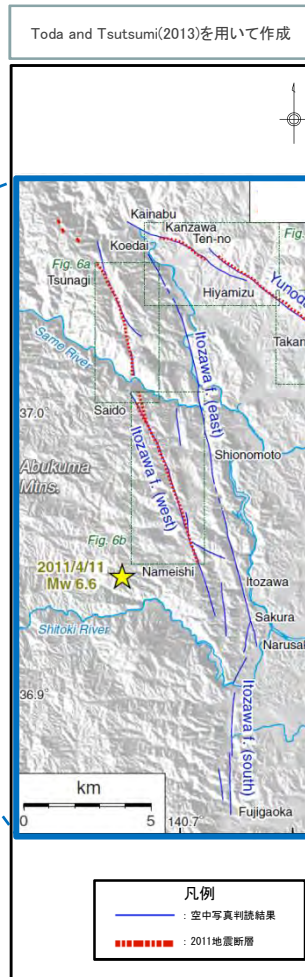 Toda and Tsutsumi(2013)を用いて作成
Kainabu
Kanzawa
Ten-no
Koedai
Fig. 6a
Fig.
Tsunagi
Hiyamizu
Yunod
Takan
Same River
Itozawa f. (east)
37.0°
Saido
Itozawa f. (west)
Shionomoto
Abukuma
Mtns.
Fig. 6b
2011/4/11
Mw 6.6
Nameishi
Itozawa
Sakura
Shitoki River
Narusa
36.9°
Itozawa f. (south)
km
0 5
140.7°
Fujigaoka
凡例
：空中写真判読結果
：2011地震断層